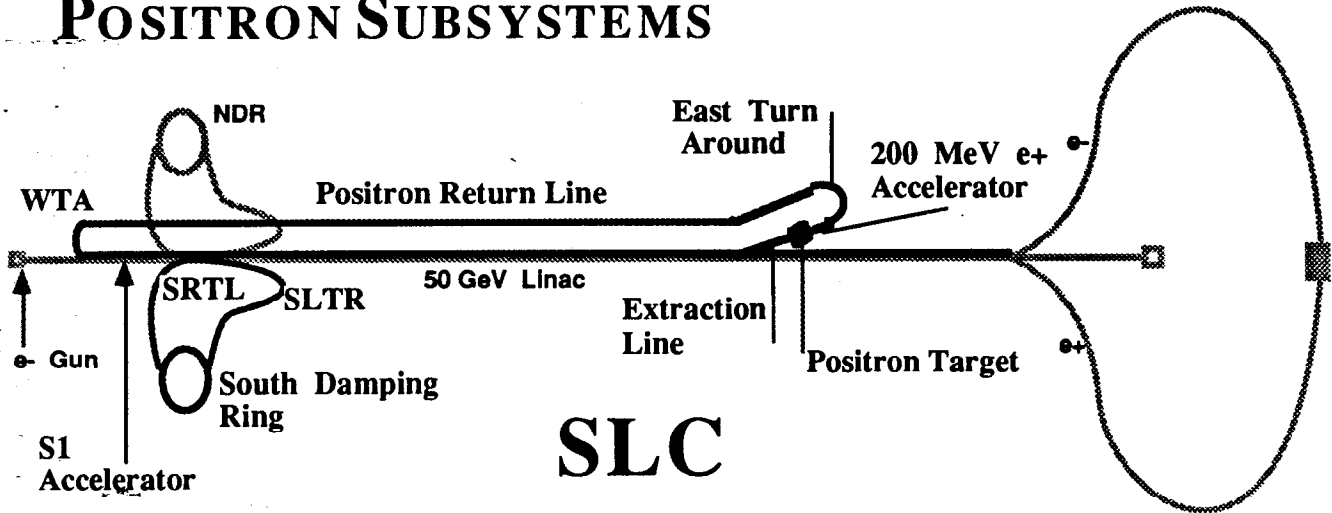 POSITRON SUBSYSTEMS
NDR
East Turn
Around
200 MeV e+
Accelerator
e-
WTA
Positron Return Line
SRTL
SLTR
50 GeV Linac
Extraction
Line
Positron Target
e+
e- Gun
South Damping
Ring
S1
Accelerator
SLC